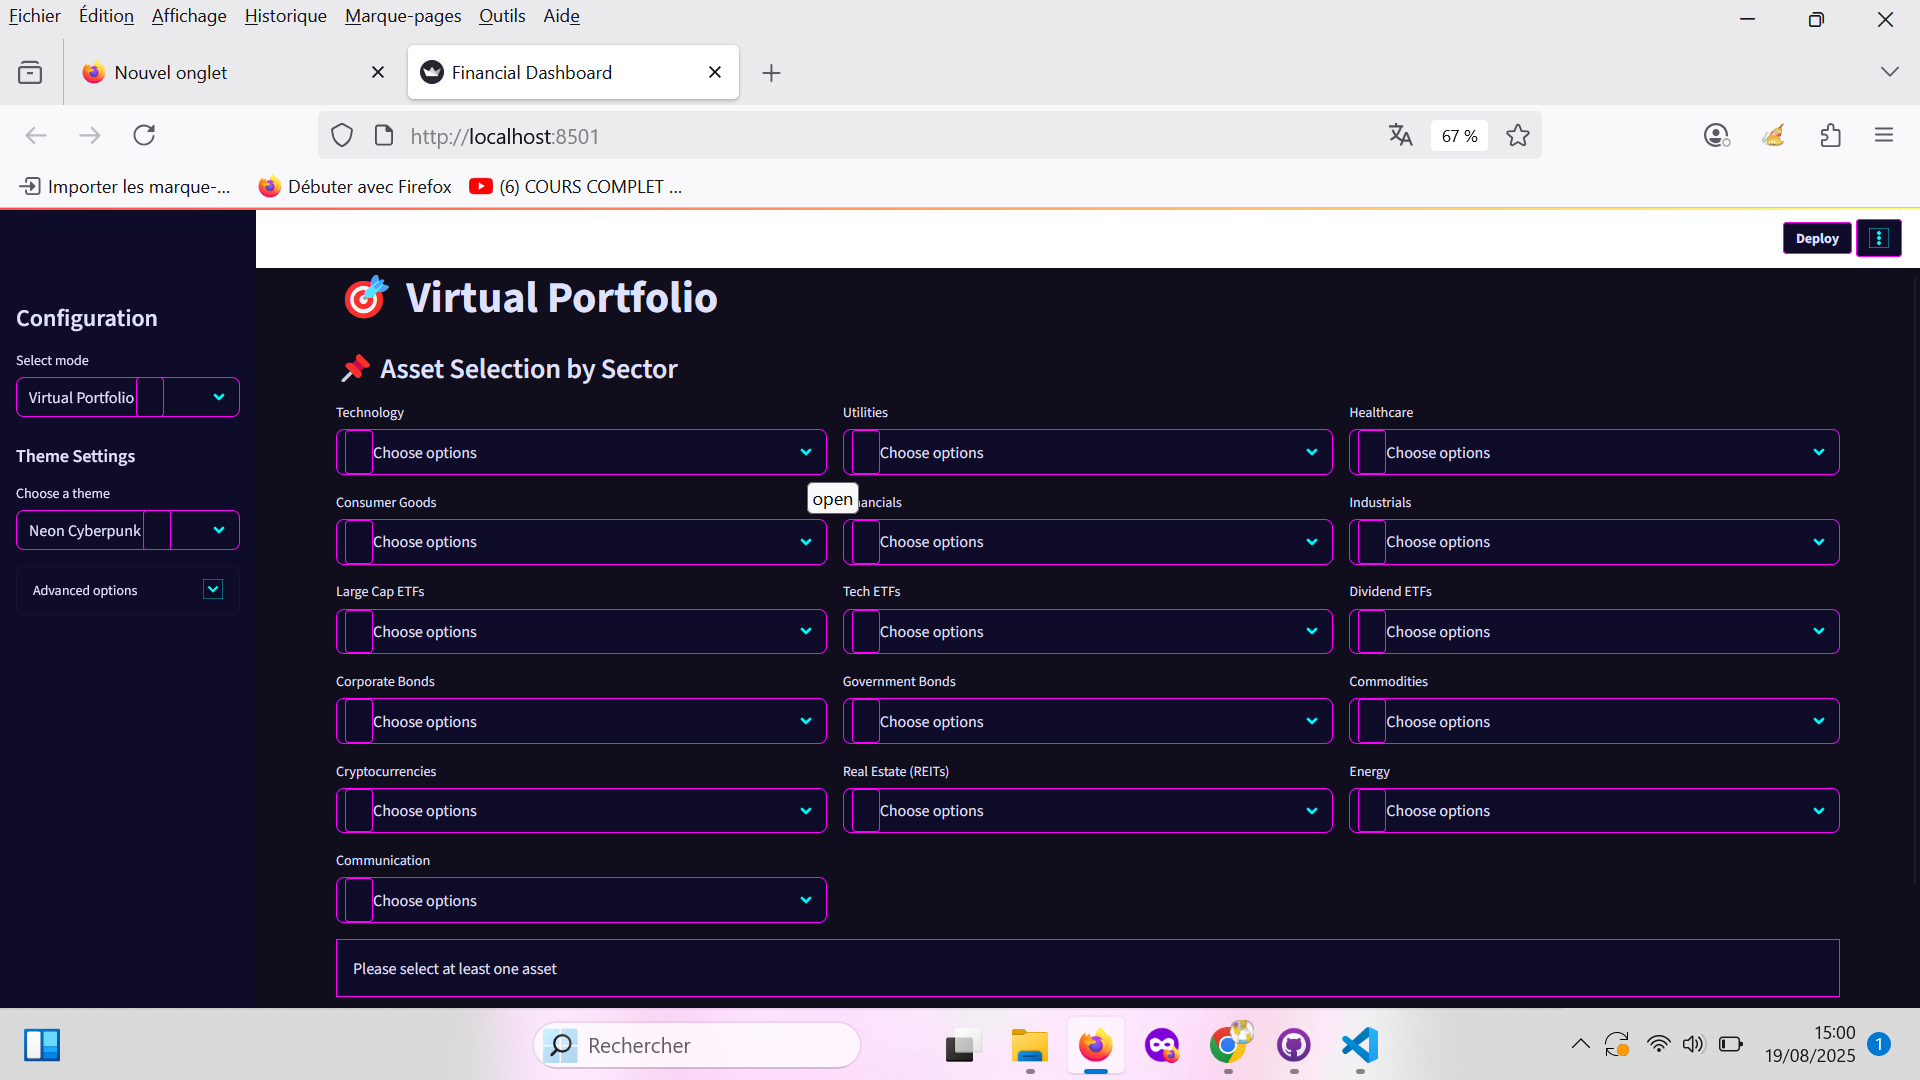 Fichier Édition Affichage Historique Marque-pages Outils Aide
Nouvel onglet
Financial Dashboard
http://localhost:8501
67 %
Importer les marque-...
Débuter avec Firefox
(6) COURS COMPLET ...
Deploy
Configuration
Select mode
Virtual Portfolio
Theme Settings
Choose a theme
Neon Cyberpunk
Advanced options
Virtual Portfolio
Asset Selection by Sector
Technology Utilities Healthcare
Choose options Choose options Choose options
open
Consumer Goods ancials Industrials
Choose options Choose options Choose options
Large Cap ETFs Tech ETFs Dividend ETFs
Choose options Choose options Choose options
Corporate Bonds Government Bonds Commodities
Choose options Choose options Choose options
Cryptocurrencies Real Estate (REITs) Energy
Choose options Choose options Choose options
Communication
Choose options
Please select at least one asset
Rechercher
15:00
19/08/2025
1